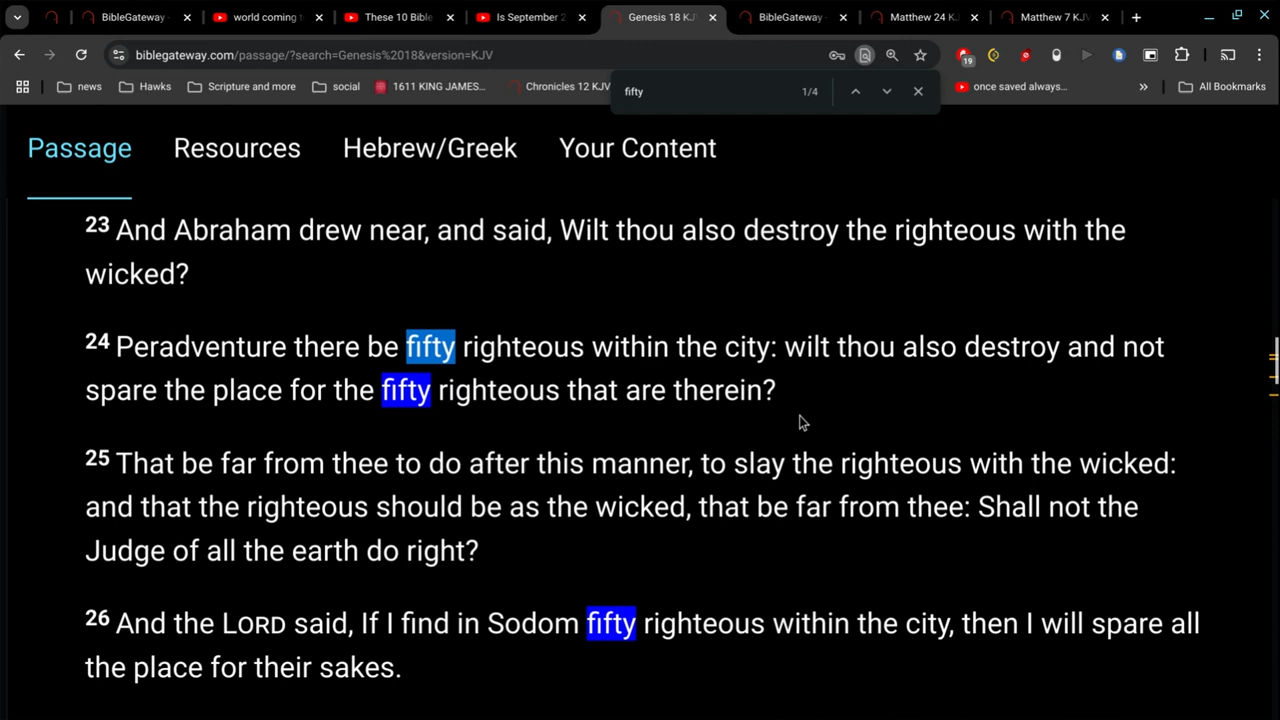 BibleGateway
world coming
These 10 Bible
Is September 2
Genesis 18 KJ
BibleGateway
Matthew 24 KJ
Matthew 7 KJV
biblegateway.com/passage/?search=Genesis%2018&version=KJV
19
news
Hawks
Scripture and more
social
1611 KING JAMES...
Chronicles 12 KJV
once saved always...
All Bookmarks
fifty
1/4
Passage
Resources
Hebrew/Greek
Your Content
23 And Abraham drew near, and said, Wilt thou also destroy the righteous with the
wicked?
24 Peradventure there be fifty righteous within the city: wilt thou also destroy and not
spare the place for the fifty righteous that are therein?
25 That be far from thee to do after this manner, to slay the righteous with the wicked:
and that the righteous should be as the wicked, that be far from thee: Shall not the
Judge of all the earth do right?
26 And the LORD said, If I find in Sodom fifty righteous within the city, then I will spare all
the place for their sakes.